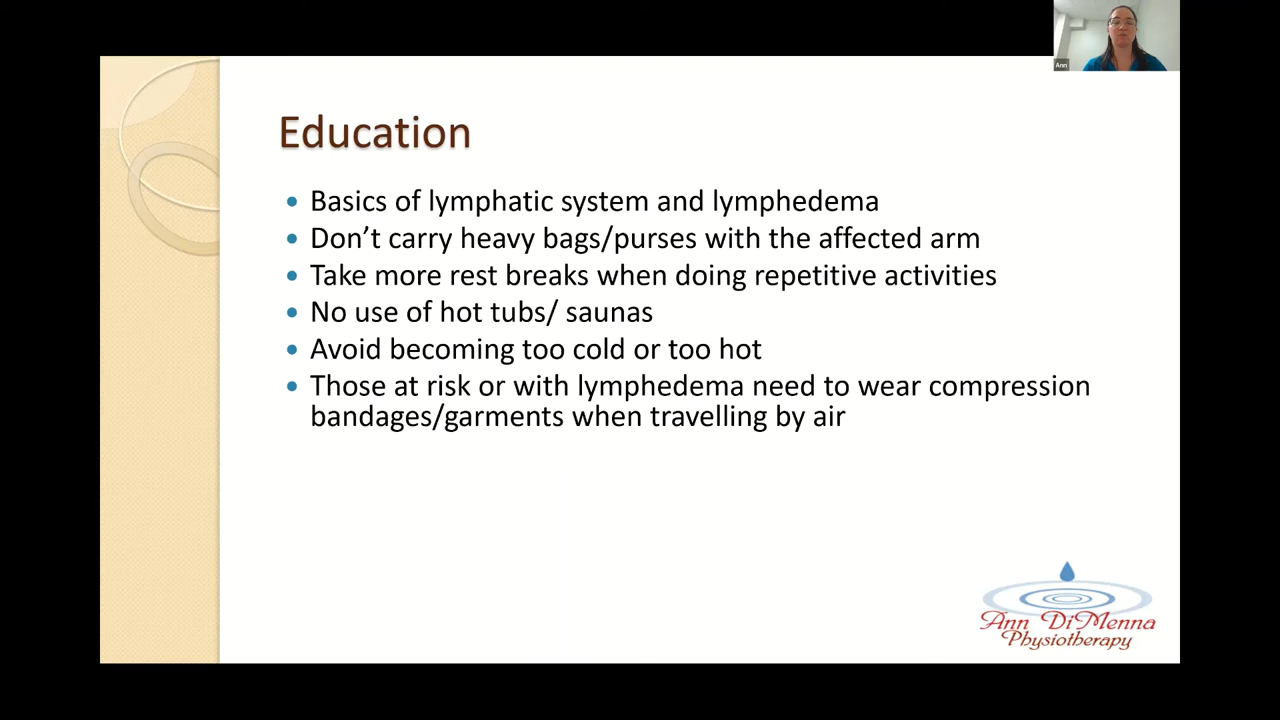 Ann
Education
• Basics of lymphatic system and lymphedema
• Don’t carry heavy bags/purses with the affected arm
• Take more rest breaks when doing repetitive activities
• No use of hot tubs/ saunas
• Avoid becoming too cold or too hot
• Those at risk or with lymphedema need to wear compression
bandages/garments when travelling by air
Ann DiMenna
Physiotherapy